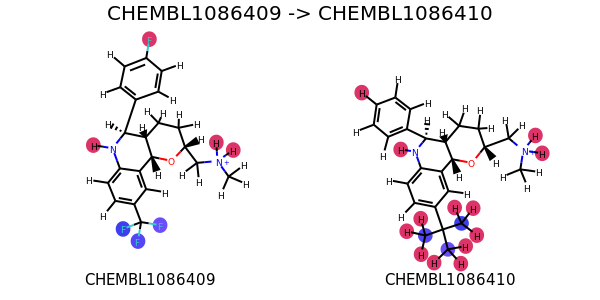 CHEMBL1086409 -> CHEMBL1086410
F
H H H H H H H H H H H H
N O N+ H H H H H H H H
F F F
H H H H H H H H H H H H
N O N H H H H H H H H
H H H H H H H H H
CHEMBL1086409 CHEMBL1086410